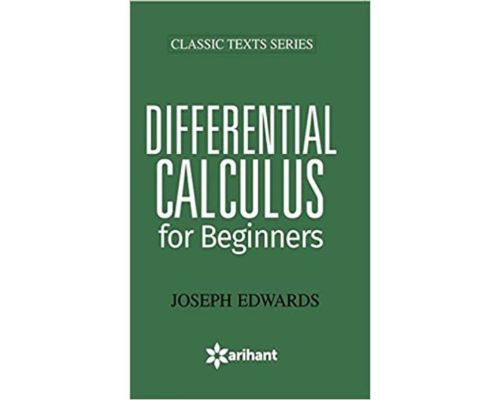 CLASSIC TEXTS SERIES
DIFFERENTIAL
CALCULUS
for Beginners
JOSEPH EDWARDS
arihant